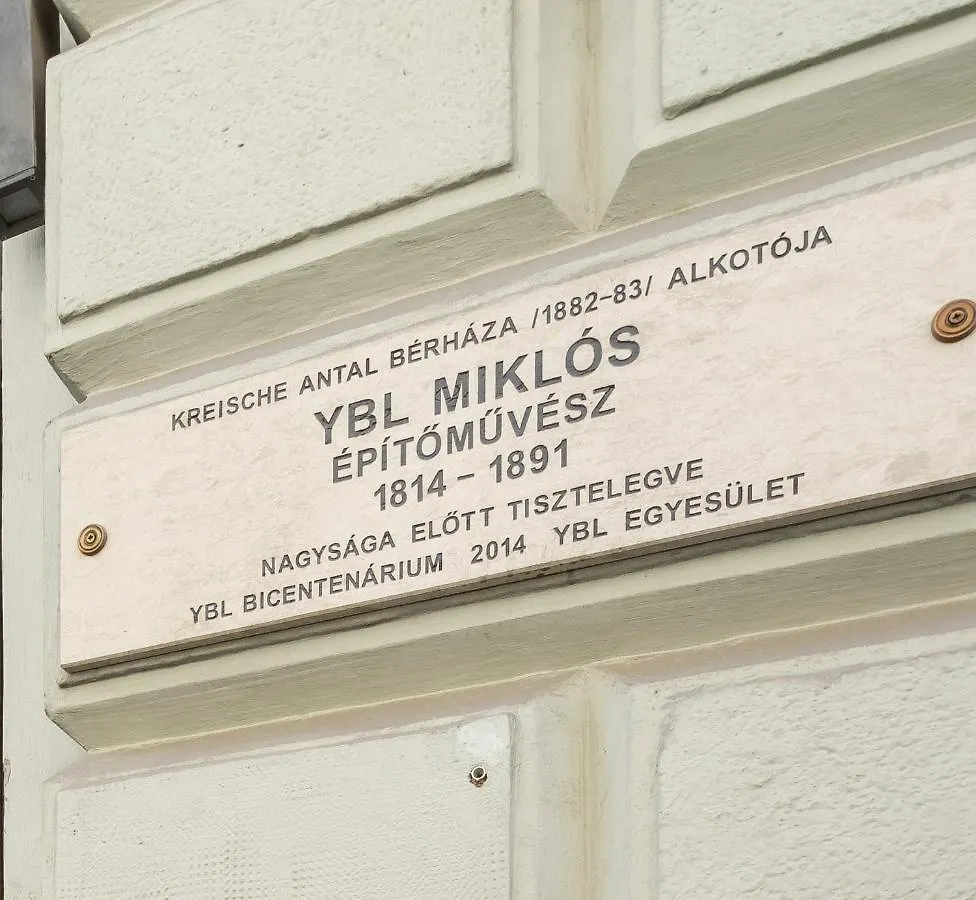 KREISCHE ANTAL BÉRHÁZA /1882-83/ ALKOTÓJA
YBL MIKLÓS
ÉPÍTŐMŰVÉSZ
1814 - 1891
NAGYSÁGA ELŐTT TISZTELEGVE
YBL BICENTENÁRIUM 2014 YBL EGYESÜLET